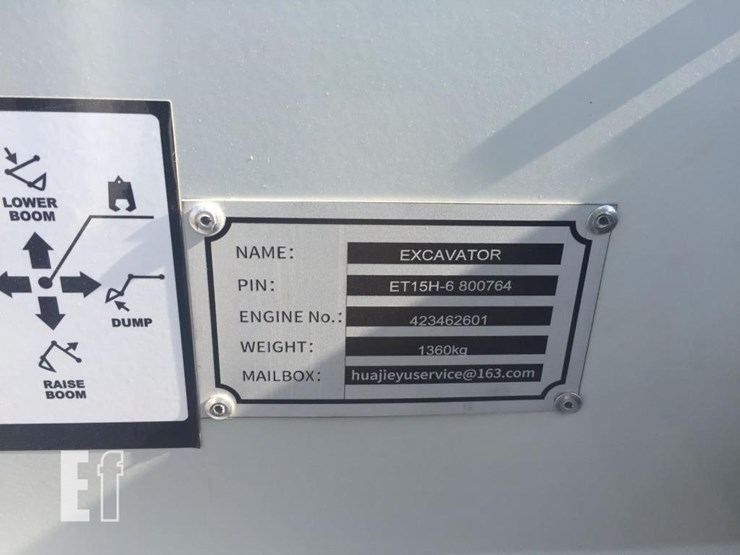 LOWER
BOOM
DUMP
RAISE
BOOM
NAME: EXCAVATOR
PIN: ET15H-6 800764
ENGINE No.: 423462601
WEIGHT: 1360kg
MAILBOX: huajieyuservice@163.com
Ef